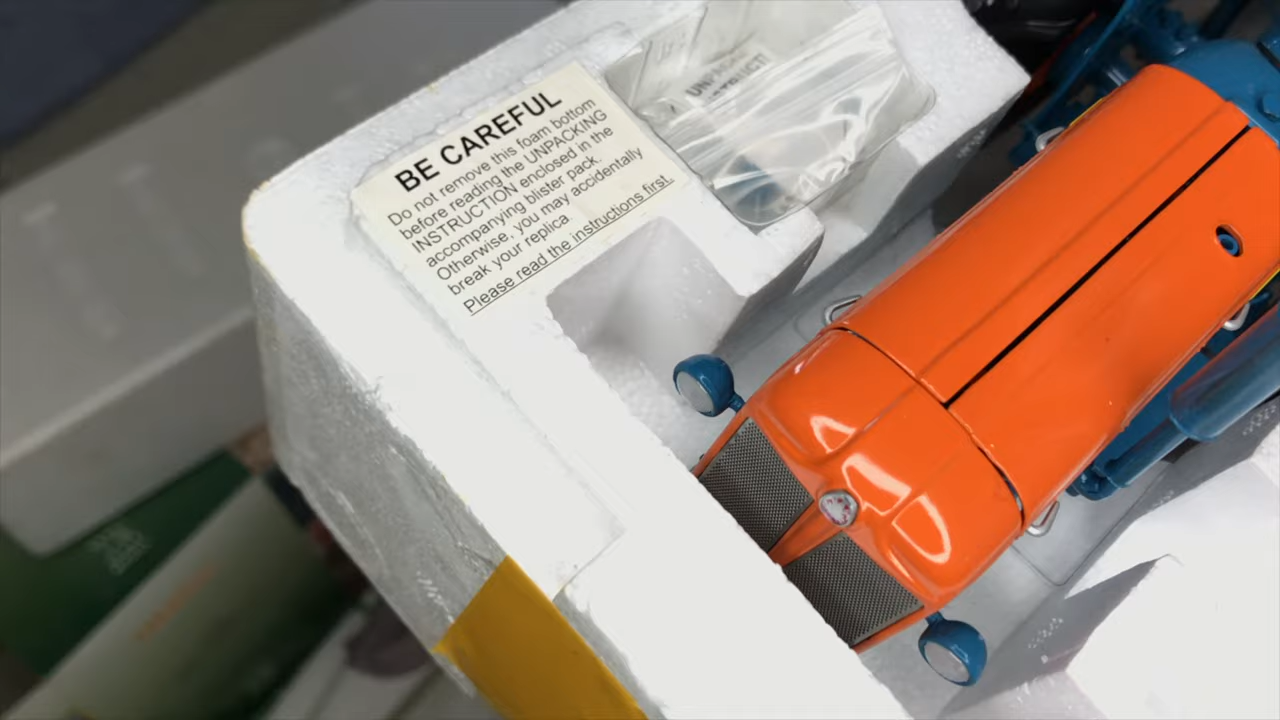 BE CAREFUL
Do not remove this foam bottom
before reading the UNPACKING
INSTRUCTION enclosed in the
accompanying blister pack.
Otherwise, you may accidentally
break your replica
Please read the instructions first.